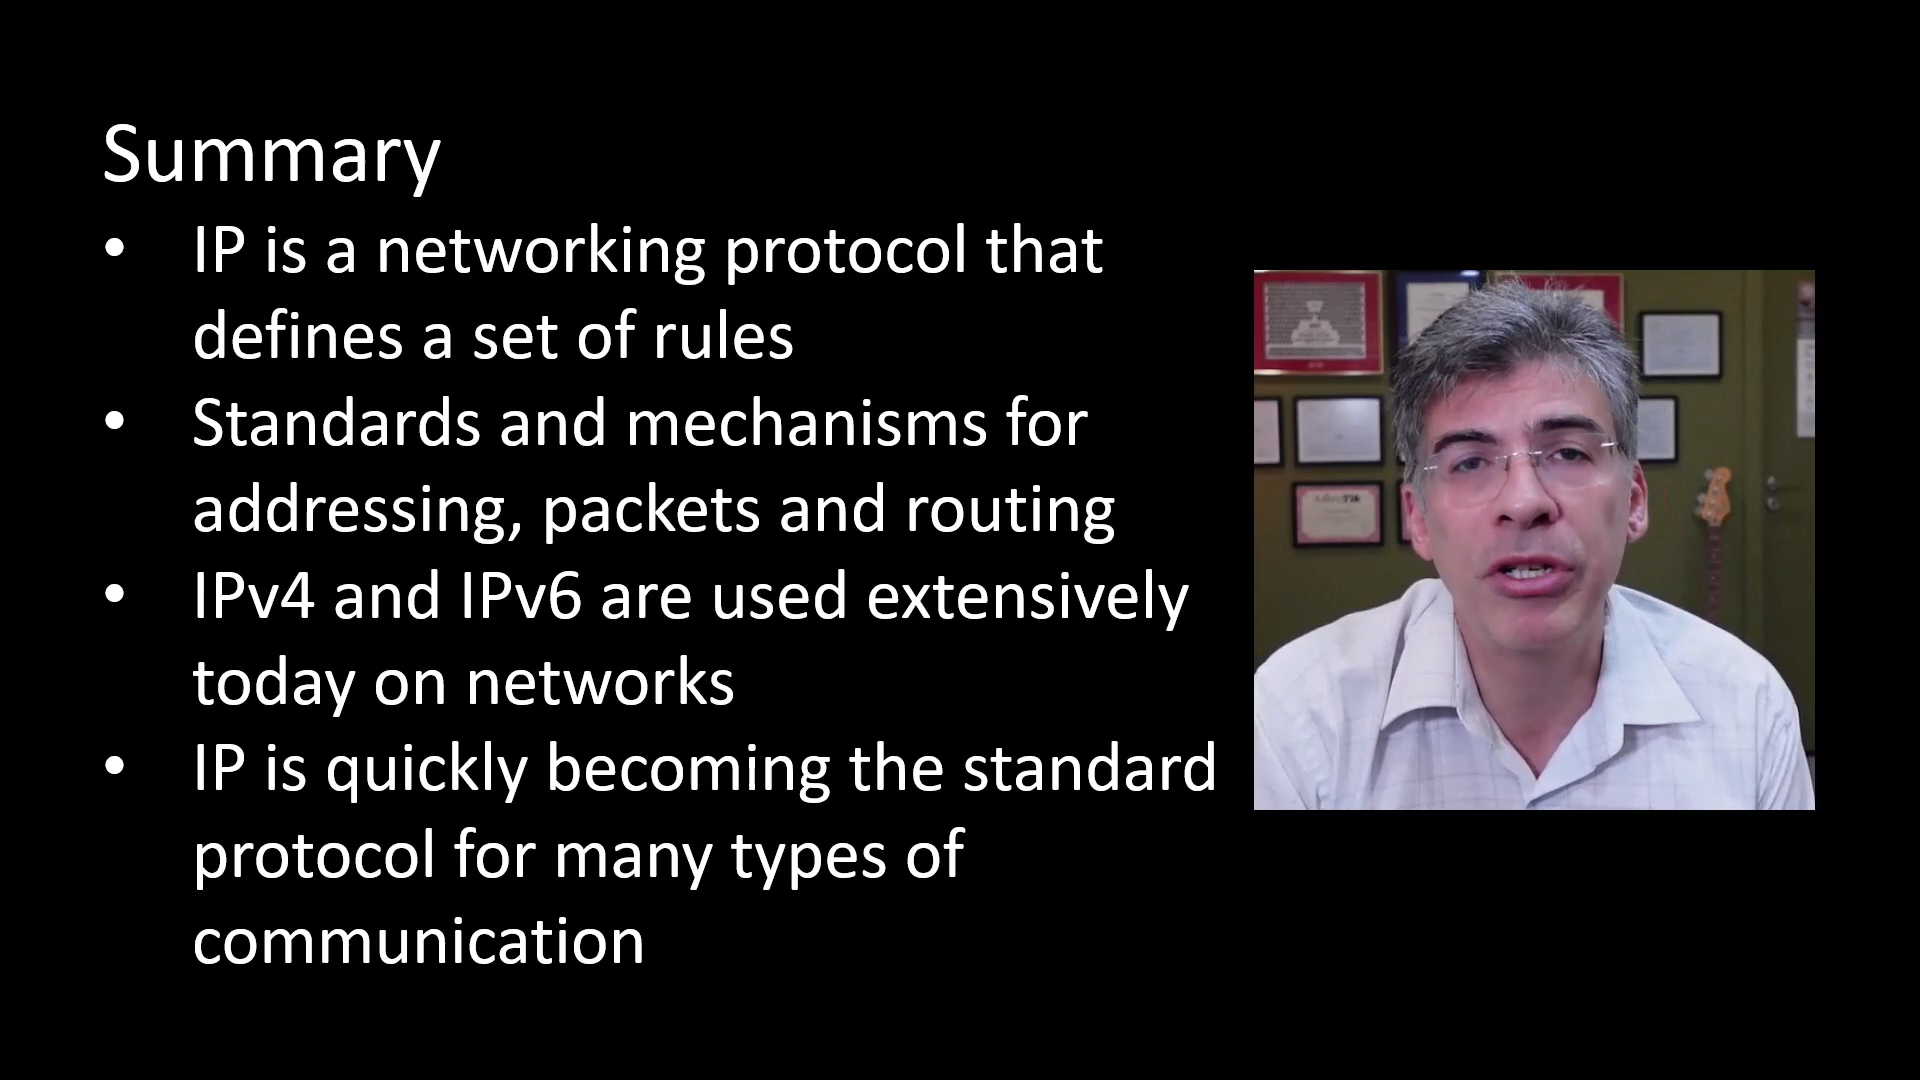 Summary
• IP is a networking protocol that
defines a set of rules
• Standards and mechanisms for
addressing, packets and routing
• IPv4 and IPv6 are used extensively
today on networks
• IP is quickly becoming the standard
protocol for many types of
communication